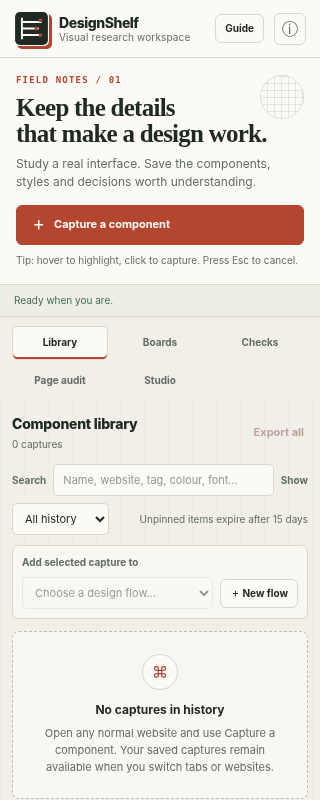 DesignShelf
Visual research workspace
Guide
FIELD NOTES / 01
Keep the details
that make a design work.
Study a real interface. Save the components,
styles and decisions worth understanding.
+ Capture a component
Tip: hover to highlight, click to capture. Press Esc to cancel.
Ready when you are.
Library Boards Checks
Page audit Studio
Component library
0 captures
Export all
Search Name, website, tag, colour, font... Show
All history Unpinned items expire after 15 days
Add selected capture to
Choose a design flow... + New flow
⌘
No captures in history
Open any normal website and use Capture a
component. Your saved captures remain
available when you switch tabs or websites.